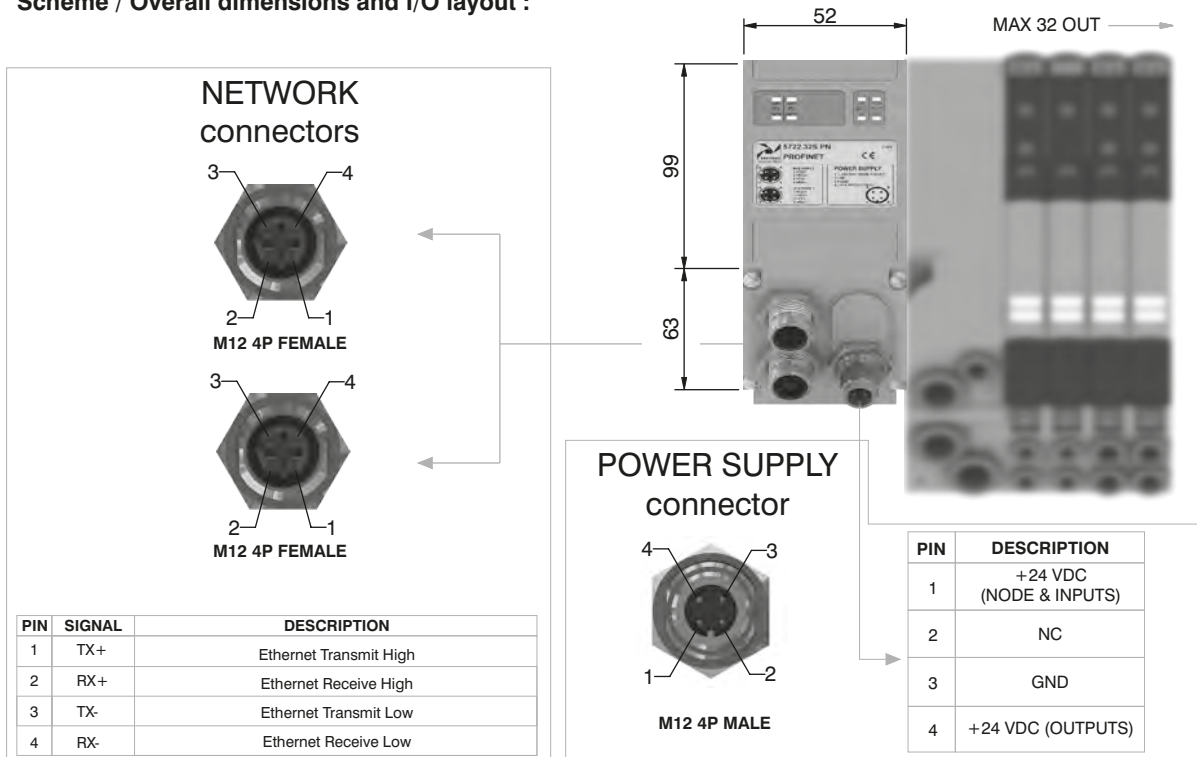 Scheme / Overall dimensions and I/O layout :
52
MAX 32 OUT
NETWORK
connectors
3
4
2
1
M12 4P FEMALE
3
4
2
1
M12 4P FEMALE
99
63
5722.32S.PN
PROFINET
CE
POWER SUPPLY
POWER SUPPLY
connector
4
3
1
2
M12 4P MALE
PIN SIGNAL DESCRIPTION
1 TX+ Ethernet Transmit High
2 RX+ Ethernet Receive High
3 TX- Ethernet Transmit Low
4 RX- Ethernet Receive Low
PIN DESCRIPTION
1 +24 VDC
(NODE & INPUTS)
2 NC
3 GND
4 +24 VDC (OUTPUTS)